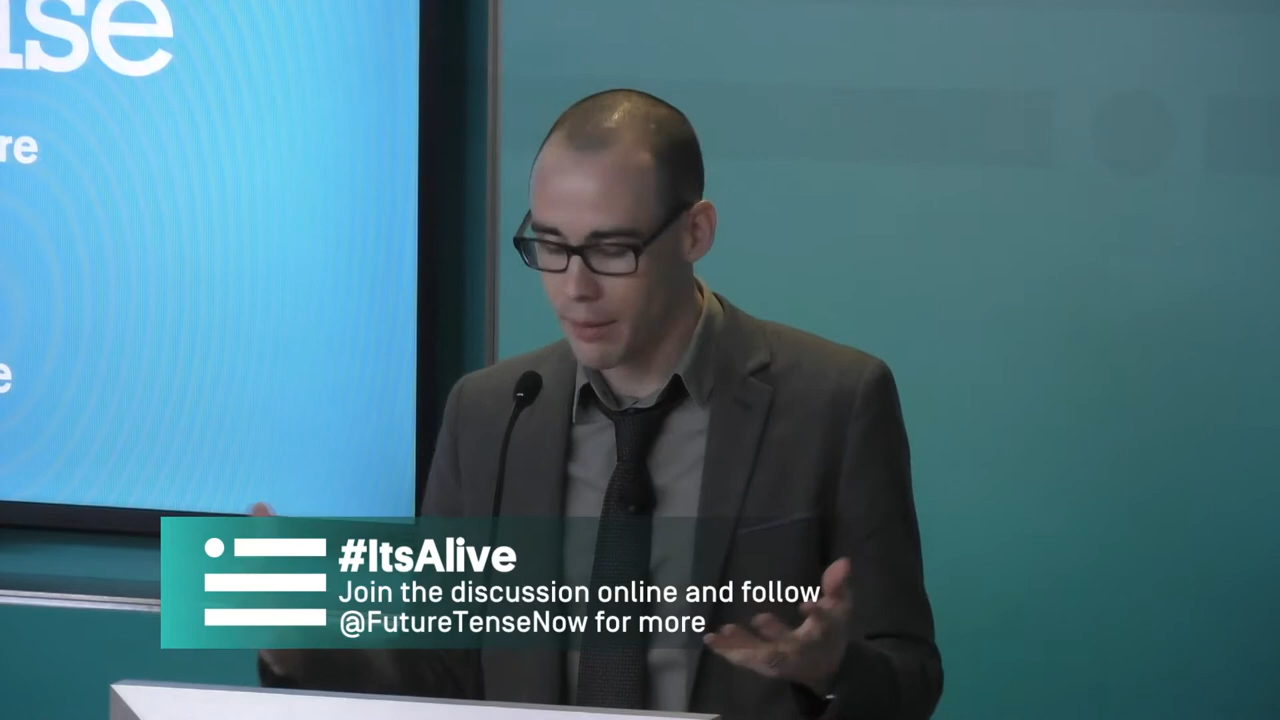 #ItsAlive
Join the discussion online and follow
@FutureTenseNow for more